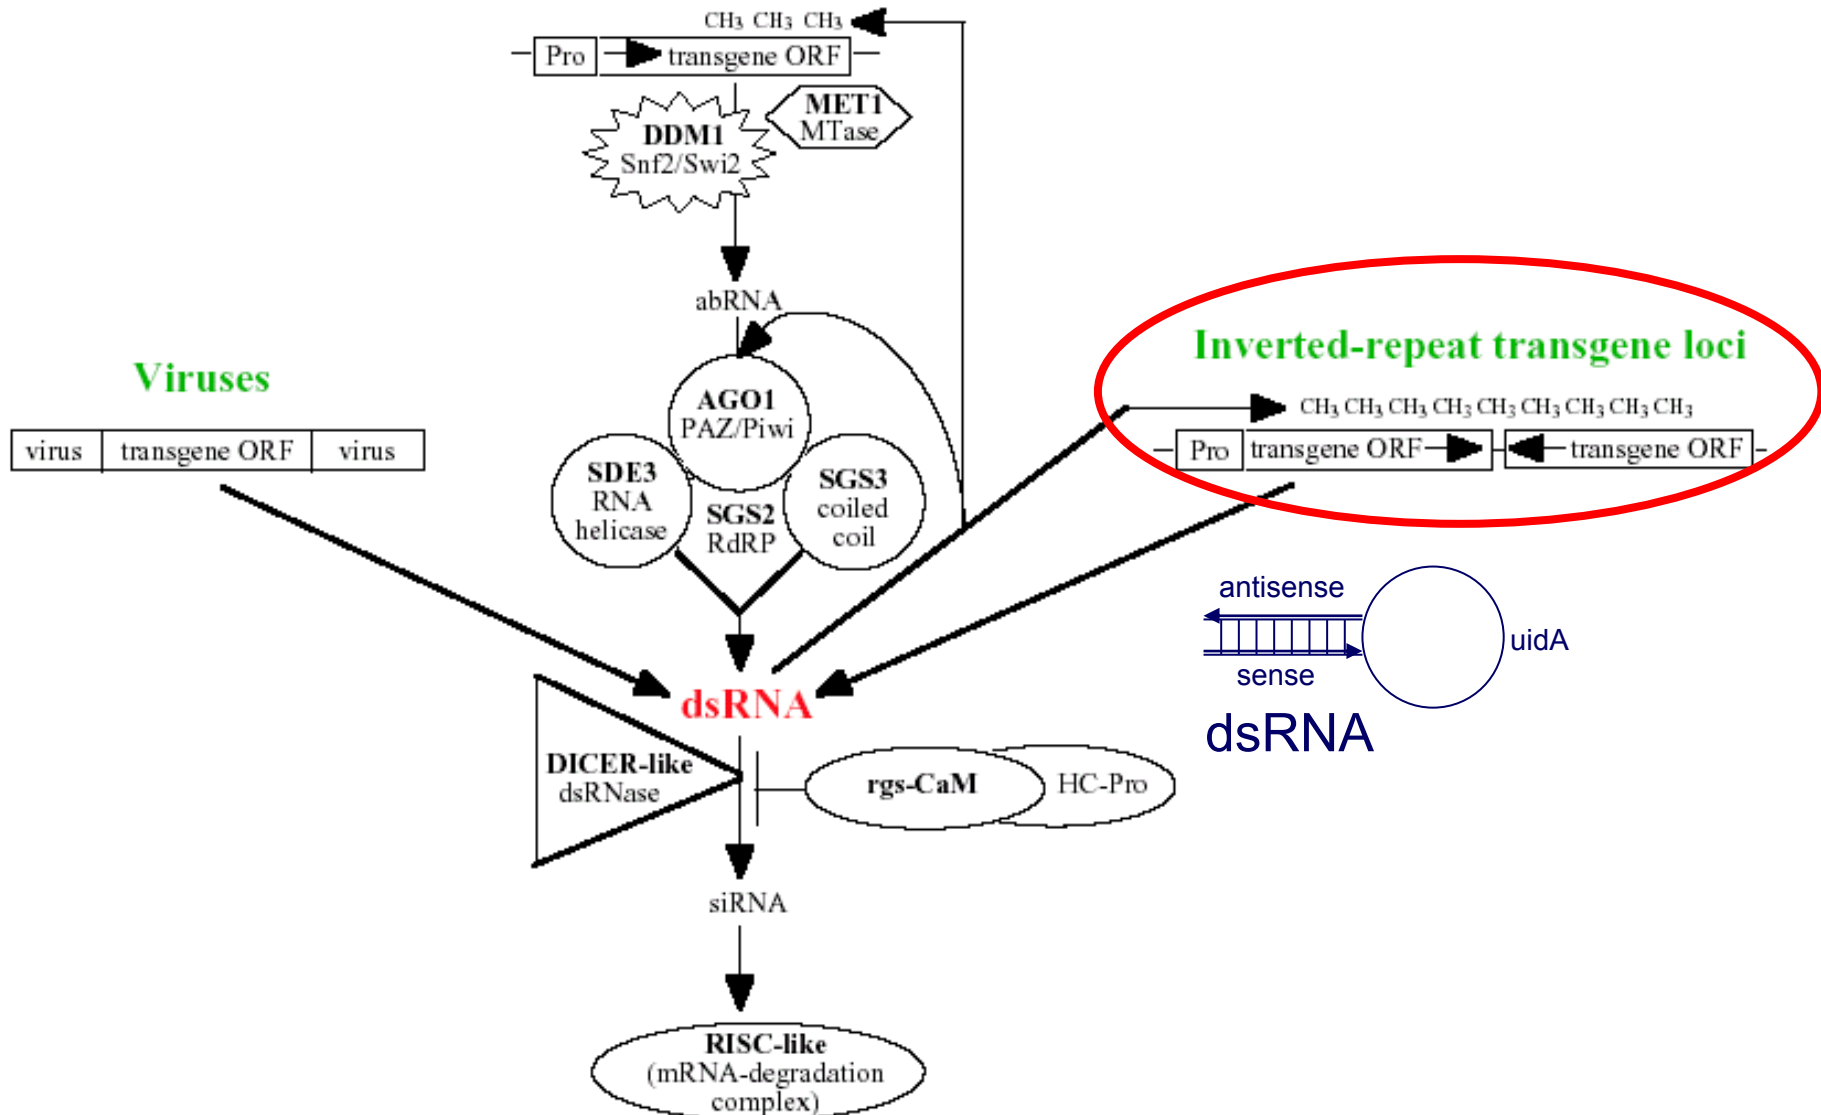 CH3 CH3 CH3
Pro transgene ORF
MET1
MTase
DDM1
Snf2/Swi2
abRNA
Viruses
virus transgene ORF virus
Inverted-repeat transgene loci
CH3 CH3 CH3 CH3 CH3 CH3 CH3 CH3 CH3
Pro transgene ORF transgene ORF
AGO1
PAZ/Piwi
SDE3
RNA
helicase
SGS2
RdRP
SGS3
coiled
coil
antisense
uidA
sense
dsRNA
dsRNA
DICER-like
dsRNase
rgs-CaM HC-Pro
siRNA
RISC-like
(mRNA-degradation
complex)